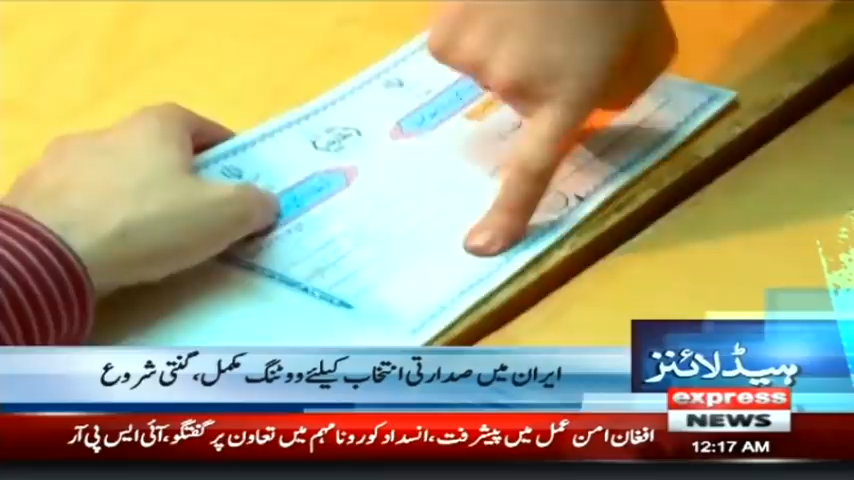 ہیڈلائنز
ایران میں صدارتی انتخاب کیلئے ووٹنگ مکمل، گنتی شروع
express
NEWS
افغان امن عمل میں پیشرفت، انسداد کورونا مہم میں تعاون پر گفتگو، آئی ایس پی آر
12:17 AM